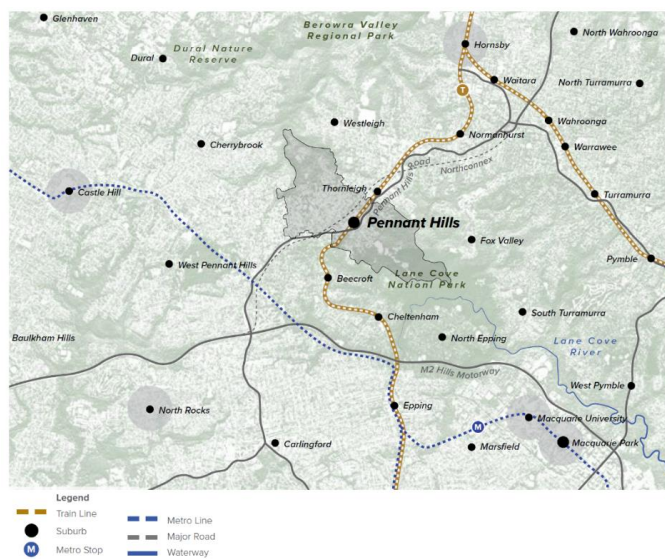 Glenhaven
Berowra Valley
Regional Park
North Wahroonga
Hornsby
Dural Nature
Reserve
Dural
Waitara
North Turramurra
T
Westleigh
Wahroonga
Normanhurst
Cherrybrook
Warrawee
Pennant Hills Road
Northconnex
Castle Hill
Thornleigh
Turramurra
Pennant Hills
Fox Valley
Pymble
West Pennant Hills
Beecroft
Lane Cove
Nationl Park
South Turramurra
Cheltenham
Baulkham Hills
North Epping
Lane Cove
River
M2 Hills Motorway
West Pymble
North Rocks
Epping
Macquarie University
M
Carlingford
Marsfield
Macquarie Park
Legend
Train Line
Suburb
M
Metro Stop
Metro Line
Major Road
Waterway